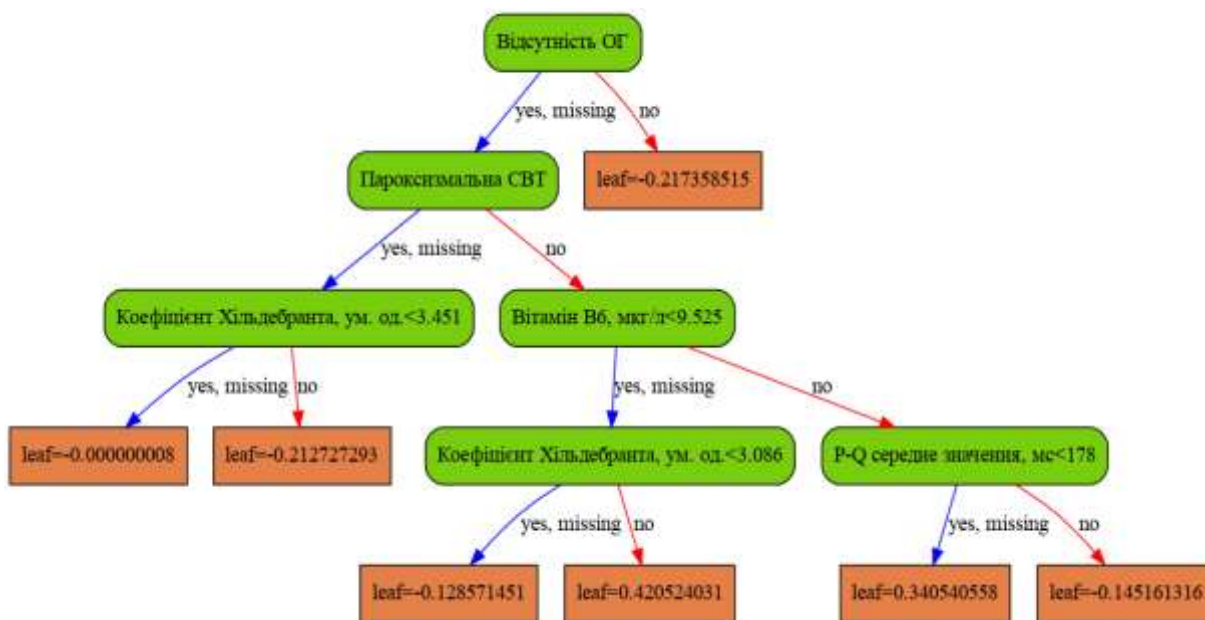 Відсутність ОГ
yes, missing
no
Пароксизмальна СВТ
leaf=-0.217358515
yes, missing
no
Коефіцієнт Хільдебранта, ум. од.<3.451
Вітамін В6, мкг/л<9.525
yes, missing
no
yes, missing
no
leaf=-0.000000008
leaf=-0.212727293
Коефіцієнт Хільдебранта, ум. од.<3.086
P-Q середне значення, мс<178
yes, missing
no
yes, missing
no
leaf=-0.128571451
leaf=0.420524031
leaf=0.340540558
leaf=-0.145161316